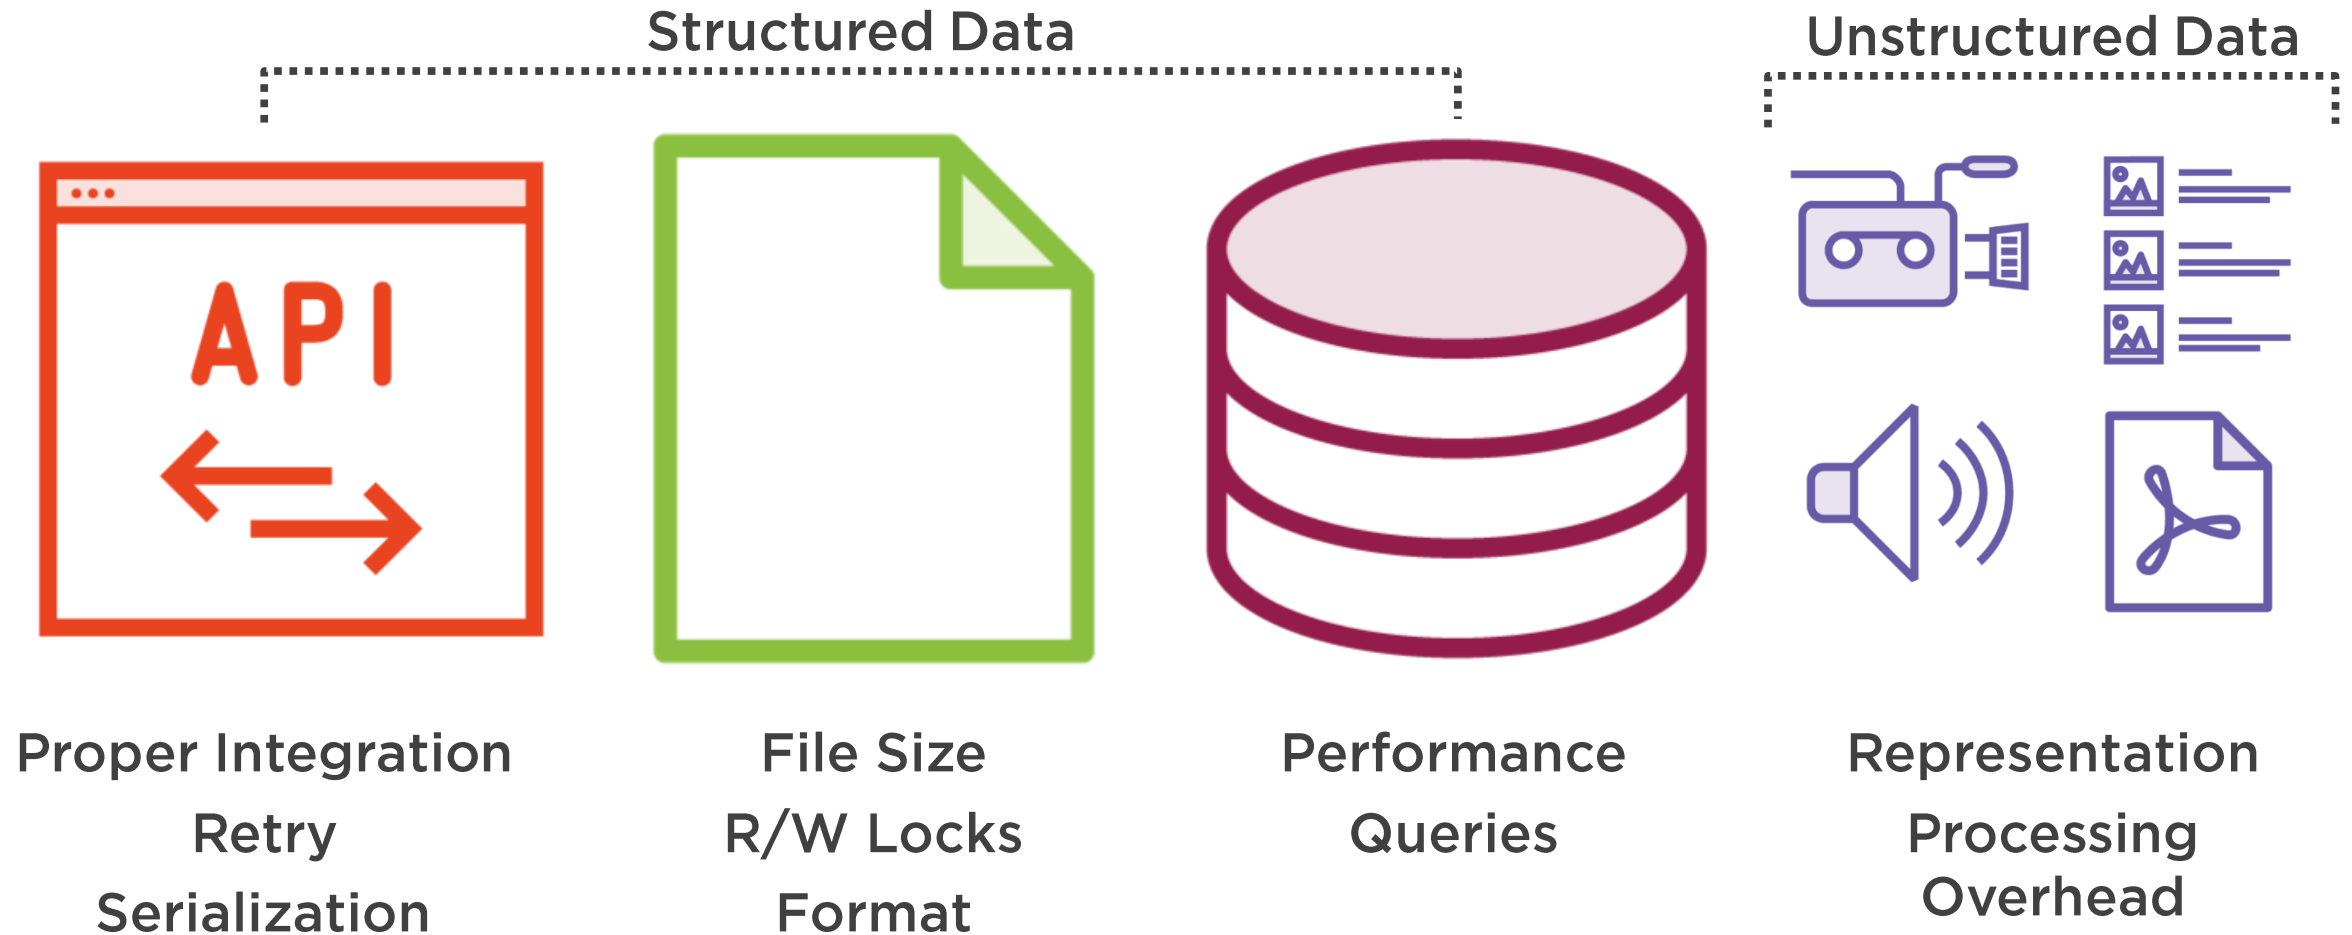 Structured Data
Unstructured Data
API
Proper Integration
Retry
Serialization
File Size
R/W Locks
Format
Performance
Queries
Representation
Processing
Overhead